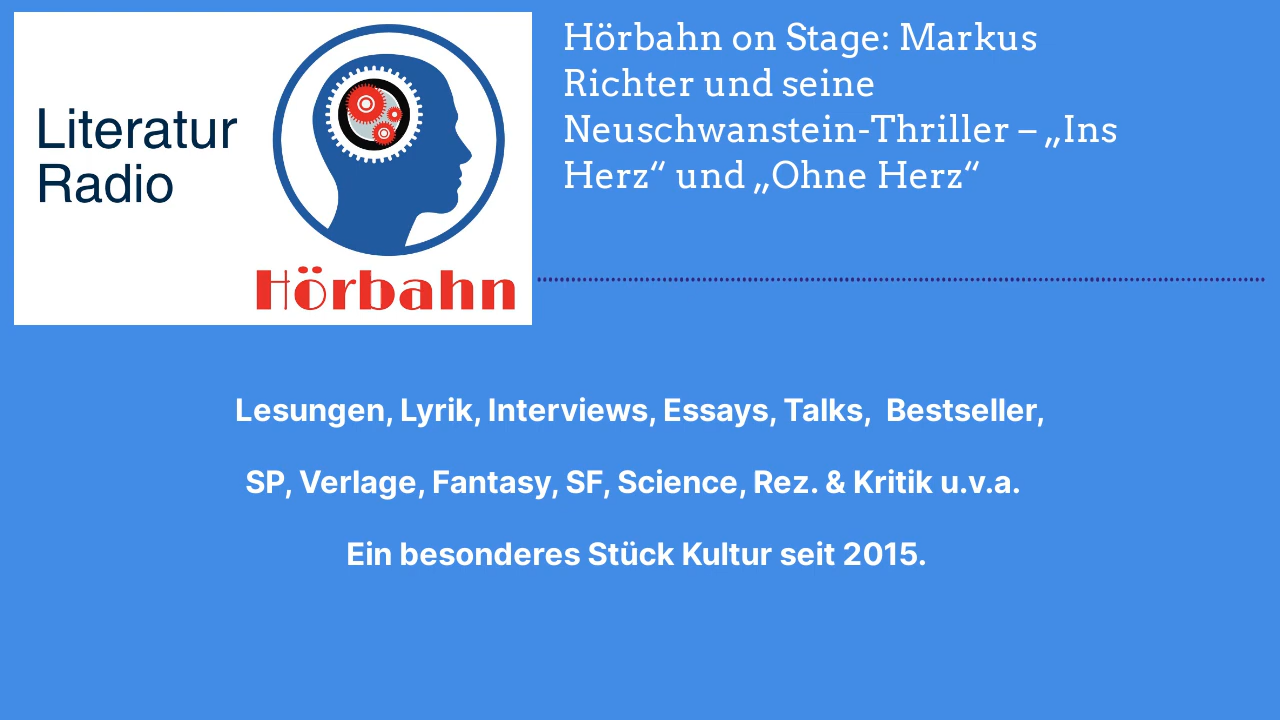 Literatur
Radio
Hörbahn
Hörbahn on Stage: Markus
Richter und seine
Neuschwanstein-Thriller – „Ins
Herz“ und „Ohne Herz“
Lesungen, Lyrik, Interviews, Essays, Talks,  Bestseller,
SP, Verlage, Fantasy, SF, Science, Rez. & Kritik u.v.a.
Ein besonderes Stück Kultur seit 2015.